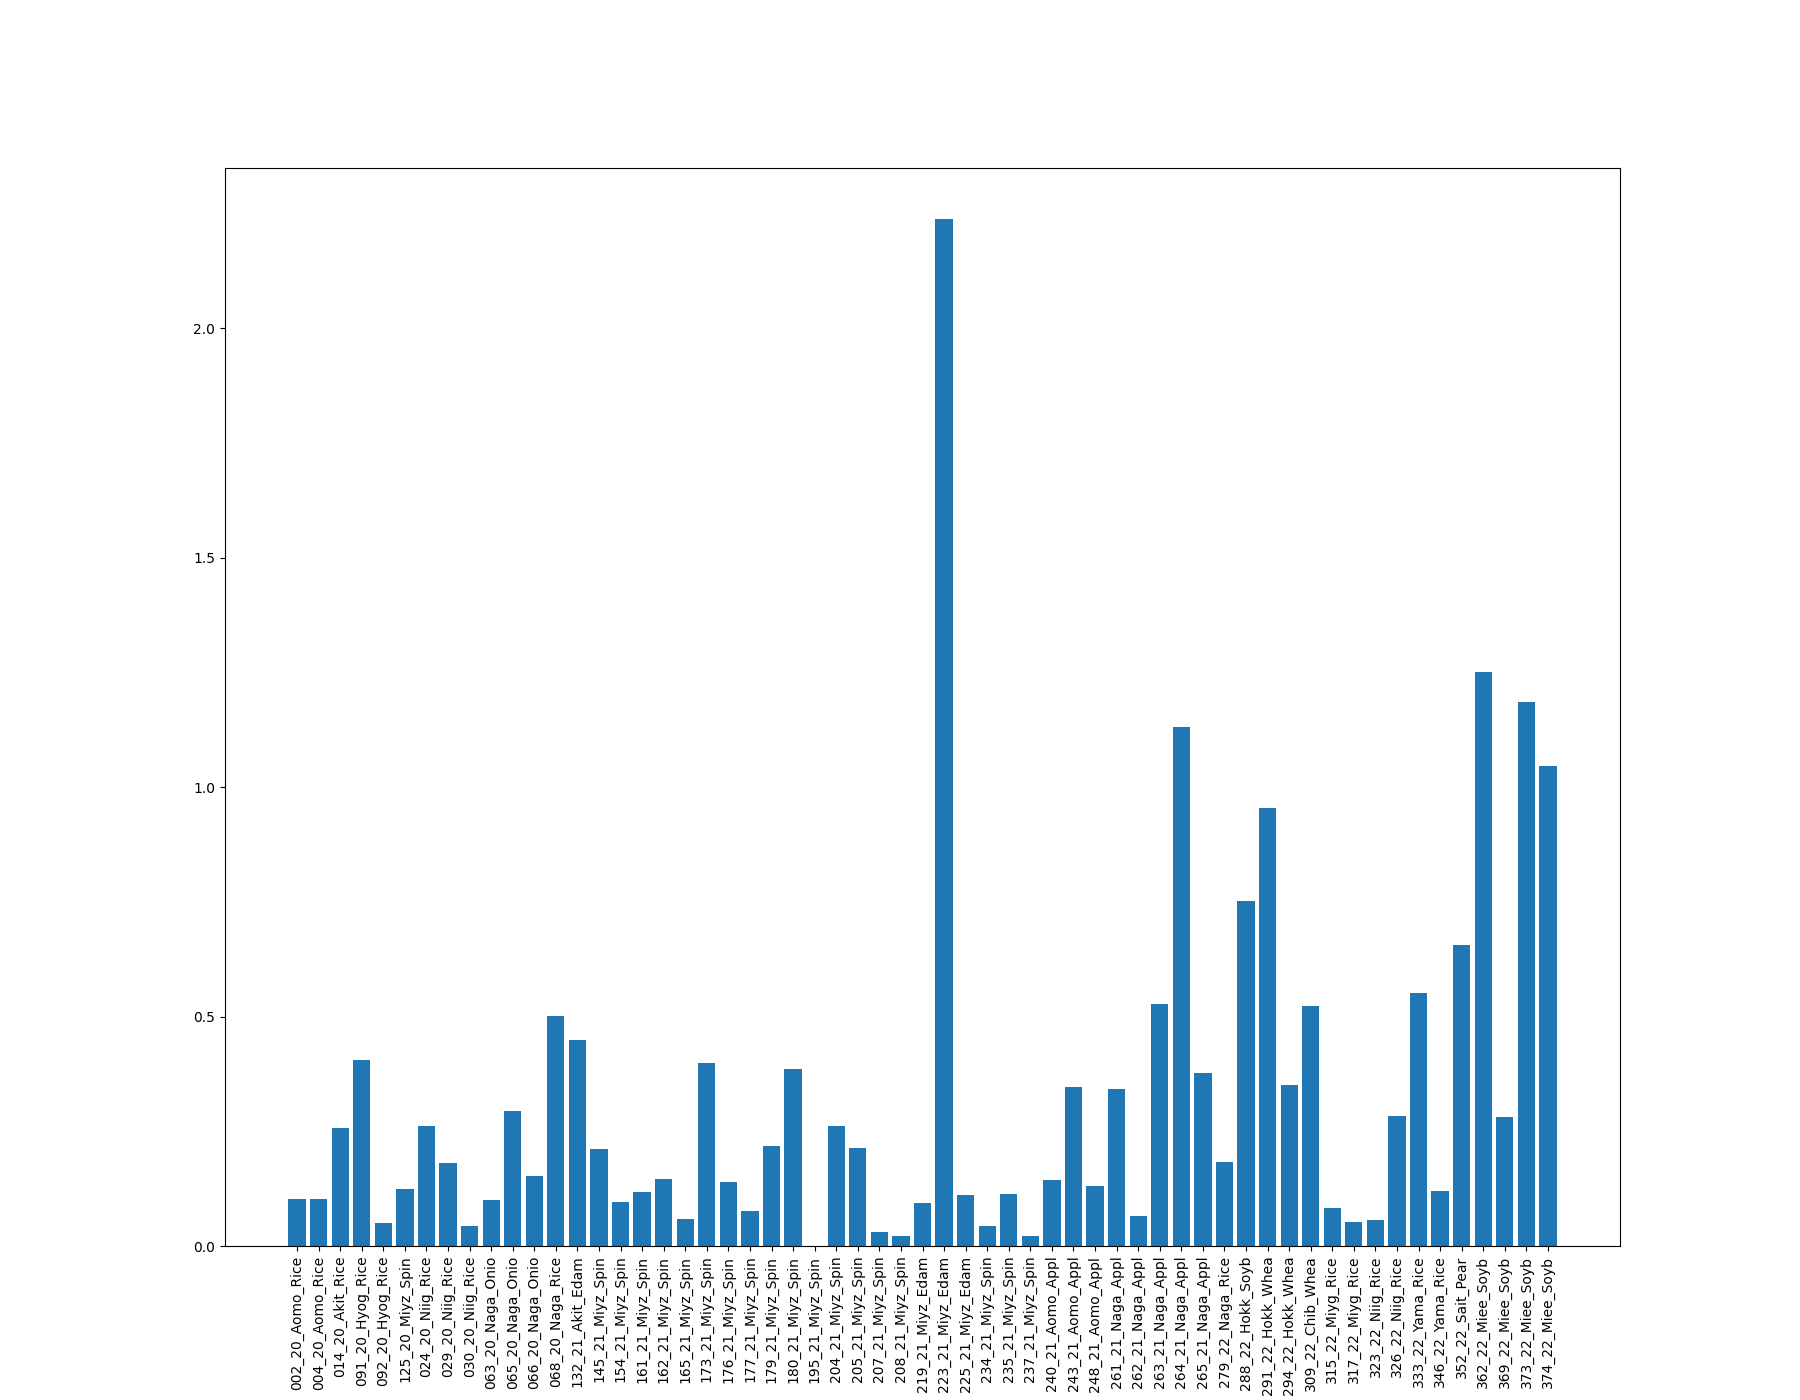 2.0
1.5
1.0
0.5
0.0
002_20_Aomo_Rice
004_20_Aomo_Rice
014_20_Akit_Rice
091_20_Hyog_Rice
092_20_Hyog_Rice
125_20_Miyz_Spin
024_20_Niig_Rice
029_20_Niig_Rice
030_20_Niig_Rice
063_20_Naga_Onio
065_20_Naga_Onio
066_20_Naga_Onio
068_20_Naga_Rice
132_21_Akit_Edam
145_21_Miyz_Spin
154_21_Miyz_Spin
161_21_Miyz_Spin
162_21_Miyz_Spin
165_21_Miyz_Spin
173_21_Miyz_Spin
176_21_Miyz_Spin
177_21_Miyz_Spin
179_21_Miyz_Spin
180_21_Miyz_Spin
195_21_Miyz_Spin
204_21_Miyz_Spin
205_21_Miyz_Spin
207_21_Miyz_Spin
208_21_Miyz_Spin
219_21_Miyz_Edam
223_21_Miyz_Edam
225_21_Miyz_Edam
234_21_Miyz_Spin
235_21_Miyz_Spin
237_21_Miyz_Spin
240_21_Aomo_Appl
243_21_Aomo_Appl
248_21_Aomo_Appl
261_21_Naga_Appl
262_21_Naga_Appl
263_21_Naga_Appl
264_21_Naga_Appl
265_21_Naga_Appl
279_22_Naga_Rice
288_22_Hokk_Soyb
291_22_Hokk_Whea
294_22_Hokk_Whea
309_22_Chib_Whea
315_22_Miyg_Rice
317_22_Miyg_Rice
323_22_Niig_Rice
326_22_Niig_Rice
333_22_Yama_Rice
346_22_Yama_Rice
352_22_Sait_Pear
362_22_Miee_Soyb
369_22_Miee_Soyb
373_22_Miee_Soyb
374_22_Miee_Soyb